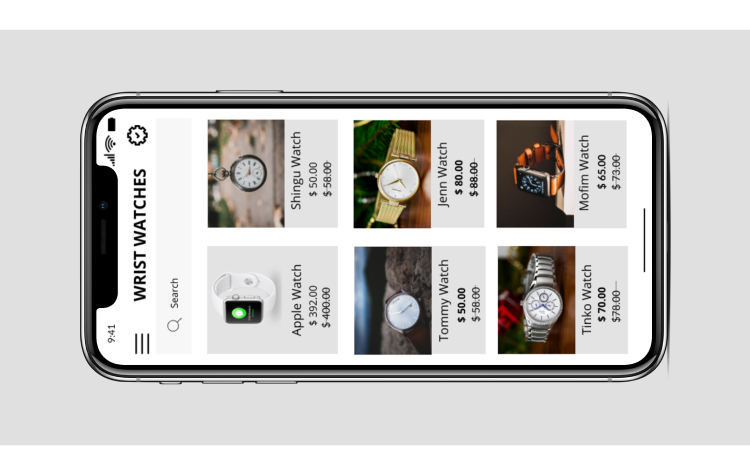 9:41
WRIST WATCHES
Search
Apple Watch
$ 392.00
$ 400.00
Shingu Watch
$ 50.00
$ 58.00
Tommy Watch
$ 50.00
$ 58.00
Jenn Watch
$ 80.00
$ 88.00
Tinko Watch
$ 70.00
$78.00
Mofim Watch
$ 65.00
$ 73.00